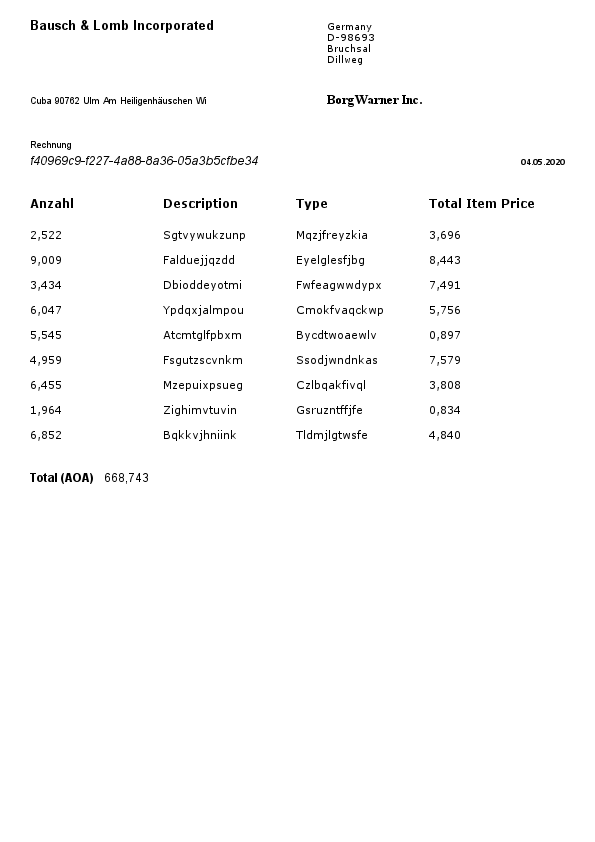 Bausch & Lomb Incorporated
Germany
D-98693
Bruchsal
Dillweg
Cuba 90762 Ulm Am Heiligenhäuschen Wi
BorgWarner Inc.
Rechnung
f40969c9-f227-4a88-8a36-05a3b5cfbe34
04.05.2020
Anzahl Description Type Total Item Price
2,522 Sgtvywukzunp Mqzjfreyzkia 3,696
9,009 Falduejjqzdd Eyelglesfjbg 8,443
3,434 Dbioddeyotmi Fwfeagwwdypx 7,491
6,047 Ypdqxjalmpou Cmokfvaqckwp 5,756
5,545 Atcmtglfpbxm Bycdtwoaewlv 0,897
4,959 Fsgutzscvnkm Ssodjwndnkas 7,579
6,455 Mzepuixpsueg Czlbqakfivql 3,808
1,964 Zighimvtuvin Gsruzntffjfe 0,834
6,852 Bqkkvjhniink Tldmjlgtwsfe 4,840
Total (AOA) 668,743